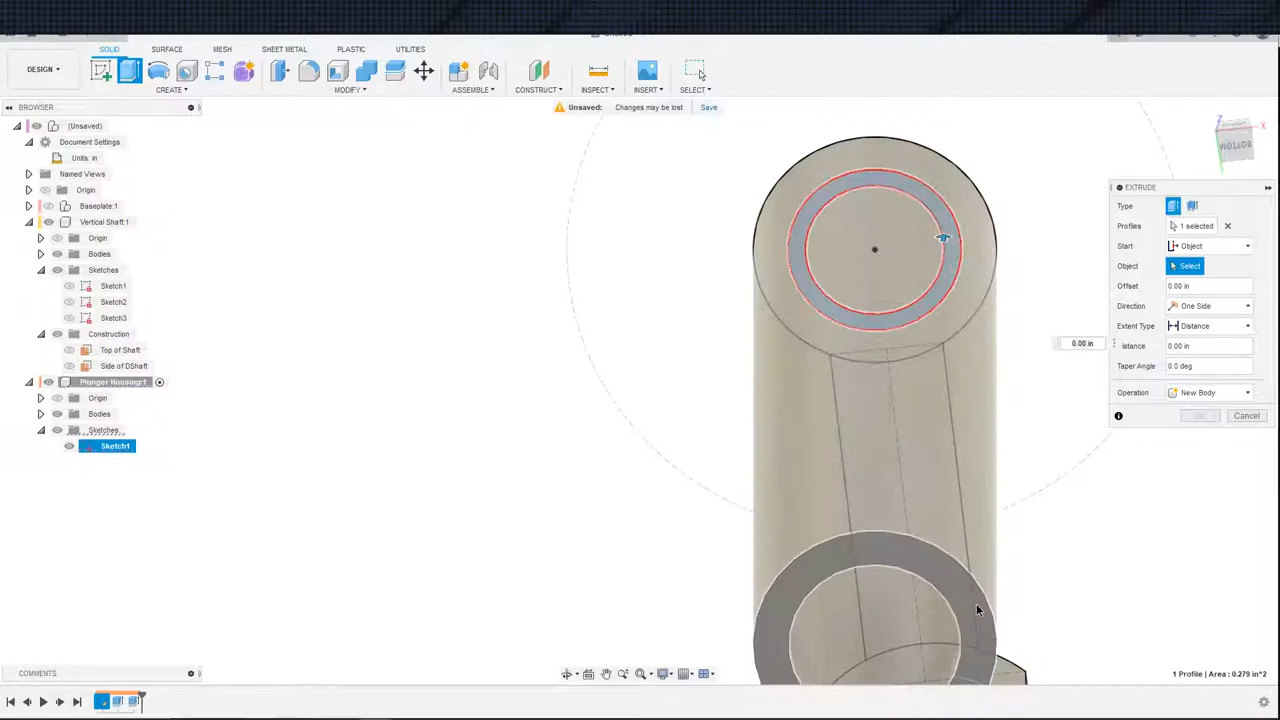 SOLID SURFACE MESH SHEET METAL PLASTIC UTILITIES
DESIGN
CREATE MODIFY ASSEMBLE CONSTRUCT INSPECT INSERT SELECT
BROWSER
Unsaved: Changes may be lost Save
(Unsaved)
Document Settings
Units: in
Named Views
Origin
Baseplate:1
Vertical Shaft:1
Origin
Bodies
Sketches
Sketch1
Sketch2
Sketch3
Construction
Top of Shaft
Side of DShaft
Plunger Housing:1
Origin
Bodies
Sketches
Sketch1
Z
X
BOTTOM
EXTRUDE
Type
Profiles 1 selected
Start Object
Object Select
Offset 0.00 in
Direction One Side
Extent Type Distance
0.00 in
istance 0.00 in
Taper Angle 0.0 deg
Operation New Body
OK Cancel
COMMENTS
1 Profile | Area : 0.279 in^2